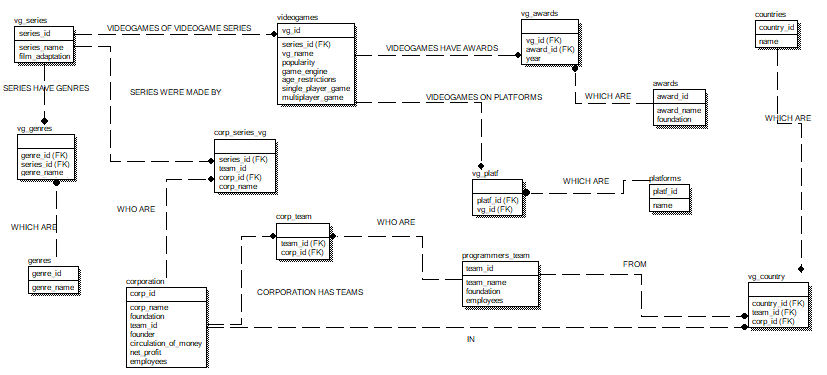 vg_series
series_id
series_name
film_adaptation
VIDEOGAMES OF VIDEOGAME SERIES
videogames
vg_id
series_id (FK)
vg_name
popularity
game_engine
age_restrictions
single_player_game
multiplayer_game
VIDEOGAMES HAVE AWARDS
vg_awards
vg_id (FK)
award_id (FK)
year
countries
country_id
name
SERIES HAVE GENRES
SERIES WERE MADE BY
VIDEOGAMES ON PLATFORMS
WHICH ARE
awards
award_id
award_name
foundation
WHICH ARE
vg_genres
genre_id (FK)
series_id (FK)
genre_name
corp_series_vg
series_id (FK)
team_id
corp_id (FK)
corp_name
vg_platf
platf_id (FK)
vg_id (FK)
WHICH ARE
platforms
platf_id
name
WHICH ARE
WHO ARE
corp_team
team_id (FK)
corp_id (FK)
WHO ARE
genres
genre_id
genre_name
corporation
corp_id
corp_name
foundation
team_id
founder
circulation_of_money
net_profit
employees
CORPORATION HAS TEAMS
programmers_team
team_id
team_name
foundation
employees
FROM
vg_country
country_id (FK)
team_id (FK)
corp_id (FK)
IN